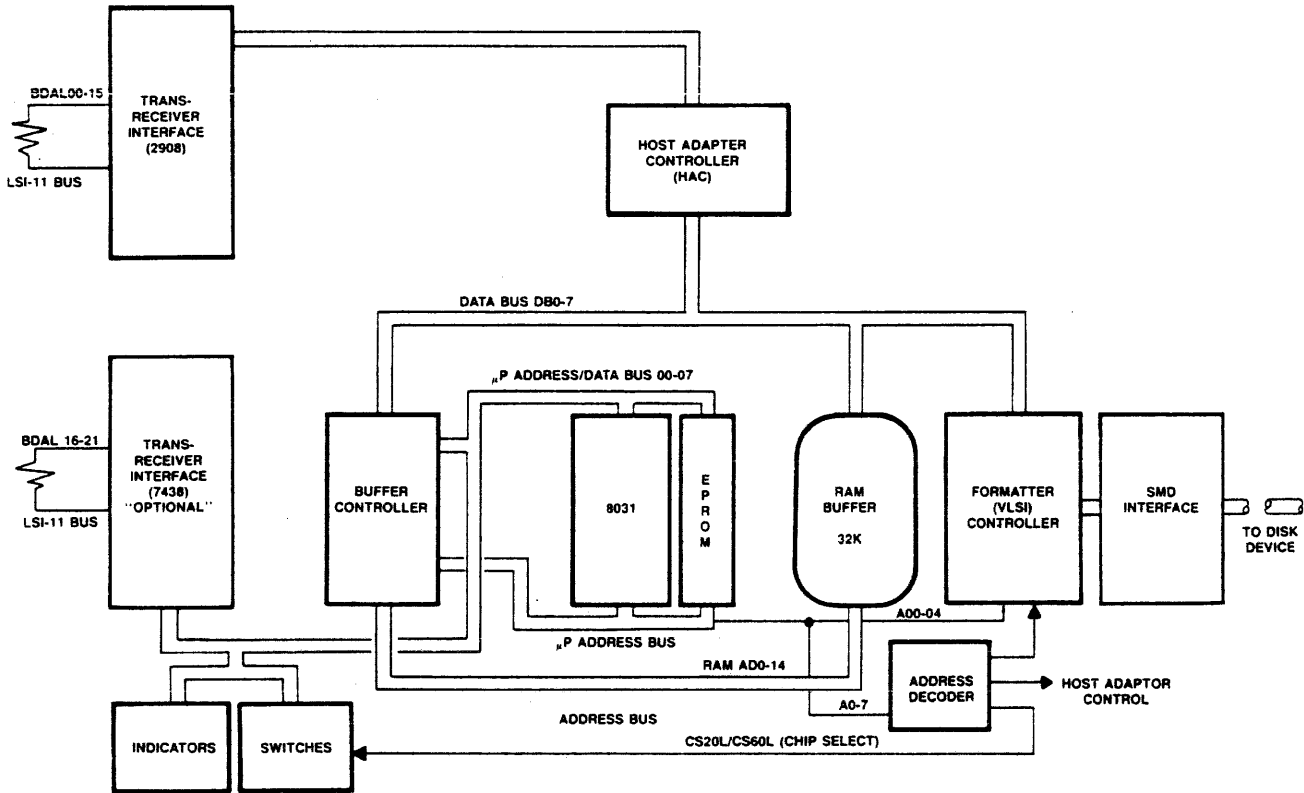 BDAL00-15
TRANS-
RECEIVER
INTERFACE
(2908)
LSI-11 BUS
HOST ADAPTER
CONTROLLER
(HAC)
DATA BUS DB0-7
µP ADDRESS/DATA BUS 00-07
BDAL 16-21
TRANS-
RECEIVER
INTERFACE
(7438)
"OPTIONAL"
LSI-11 BUS
BUFFER
CONTROLLER
8031
EPROM
RAM
BUFFER
32K
FORMATTER
(VLSI)
CONTROLLER
SMD
INTERFACE
TO DISK
DEVICE
A00-04
µP ADDRESS BUS
RAM AD0-14
ADDRESS
DECODER
HOST ADAPTOR
CONTROL
A0-7
ADDRESS BUS
INDICATORS
SWITCHES
CS20L/CS60L (CHIP SELECT)